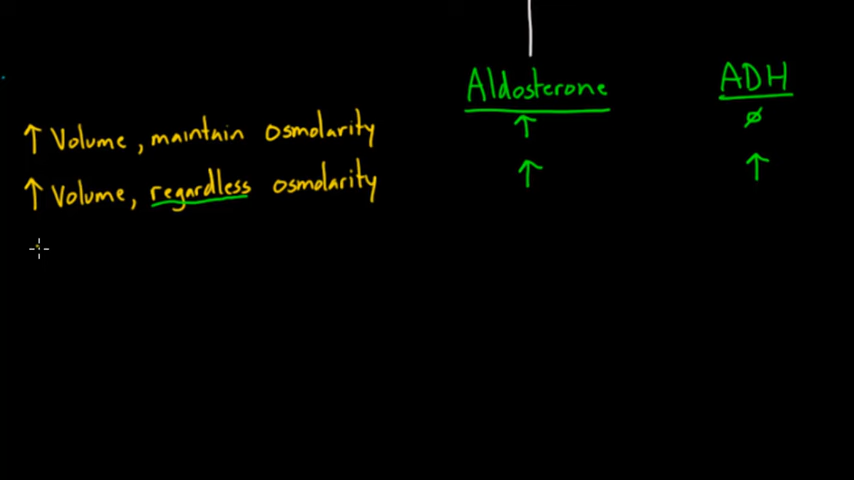 Aldosterone ADH
↑ Volume, maintain osmolarity ↑ ø
↑ Volume, regardless osmolarity ↑ ↑